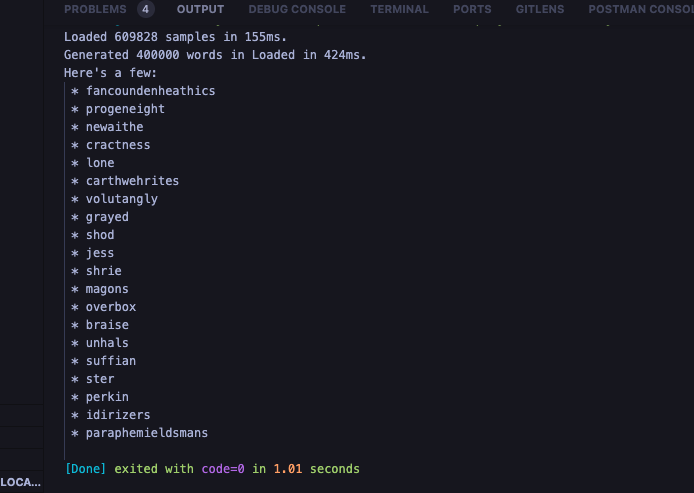 PROBLEMS 4 OUTPUT DEBUG CONSOLE TERMINAL PORTS GITLENS POSTMAN CONSOL
Loaded 609828 samples in 155ms.
Generated 400000 words in Loaded in 424ms.
Here's a few:
* fancoundenheathics
* progeneight
* newaithe
* cractness
* lone
* carthwehrites
* volutangly
* grayed
* shod
* jess
* shrie
* magons
* overbox
* braise
* unhals
* suffian
* ster
* perkin
* idirizers
* paraphemieldsmans
[Done] exited with code=0 in 1.01 seconds
LOCA...